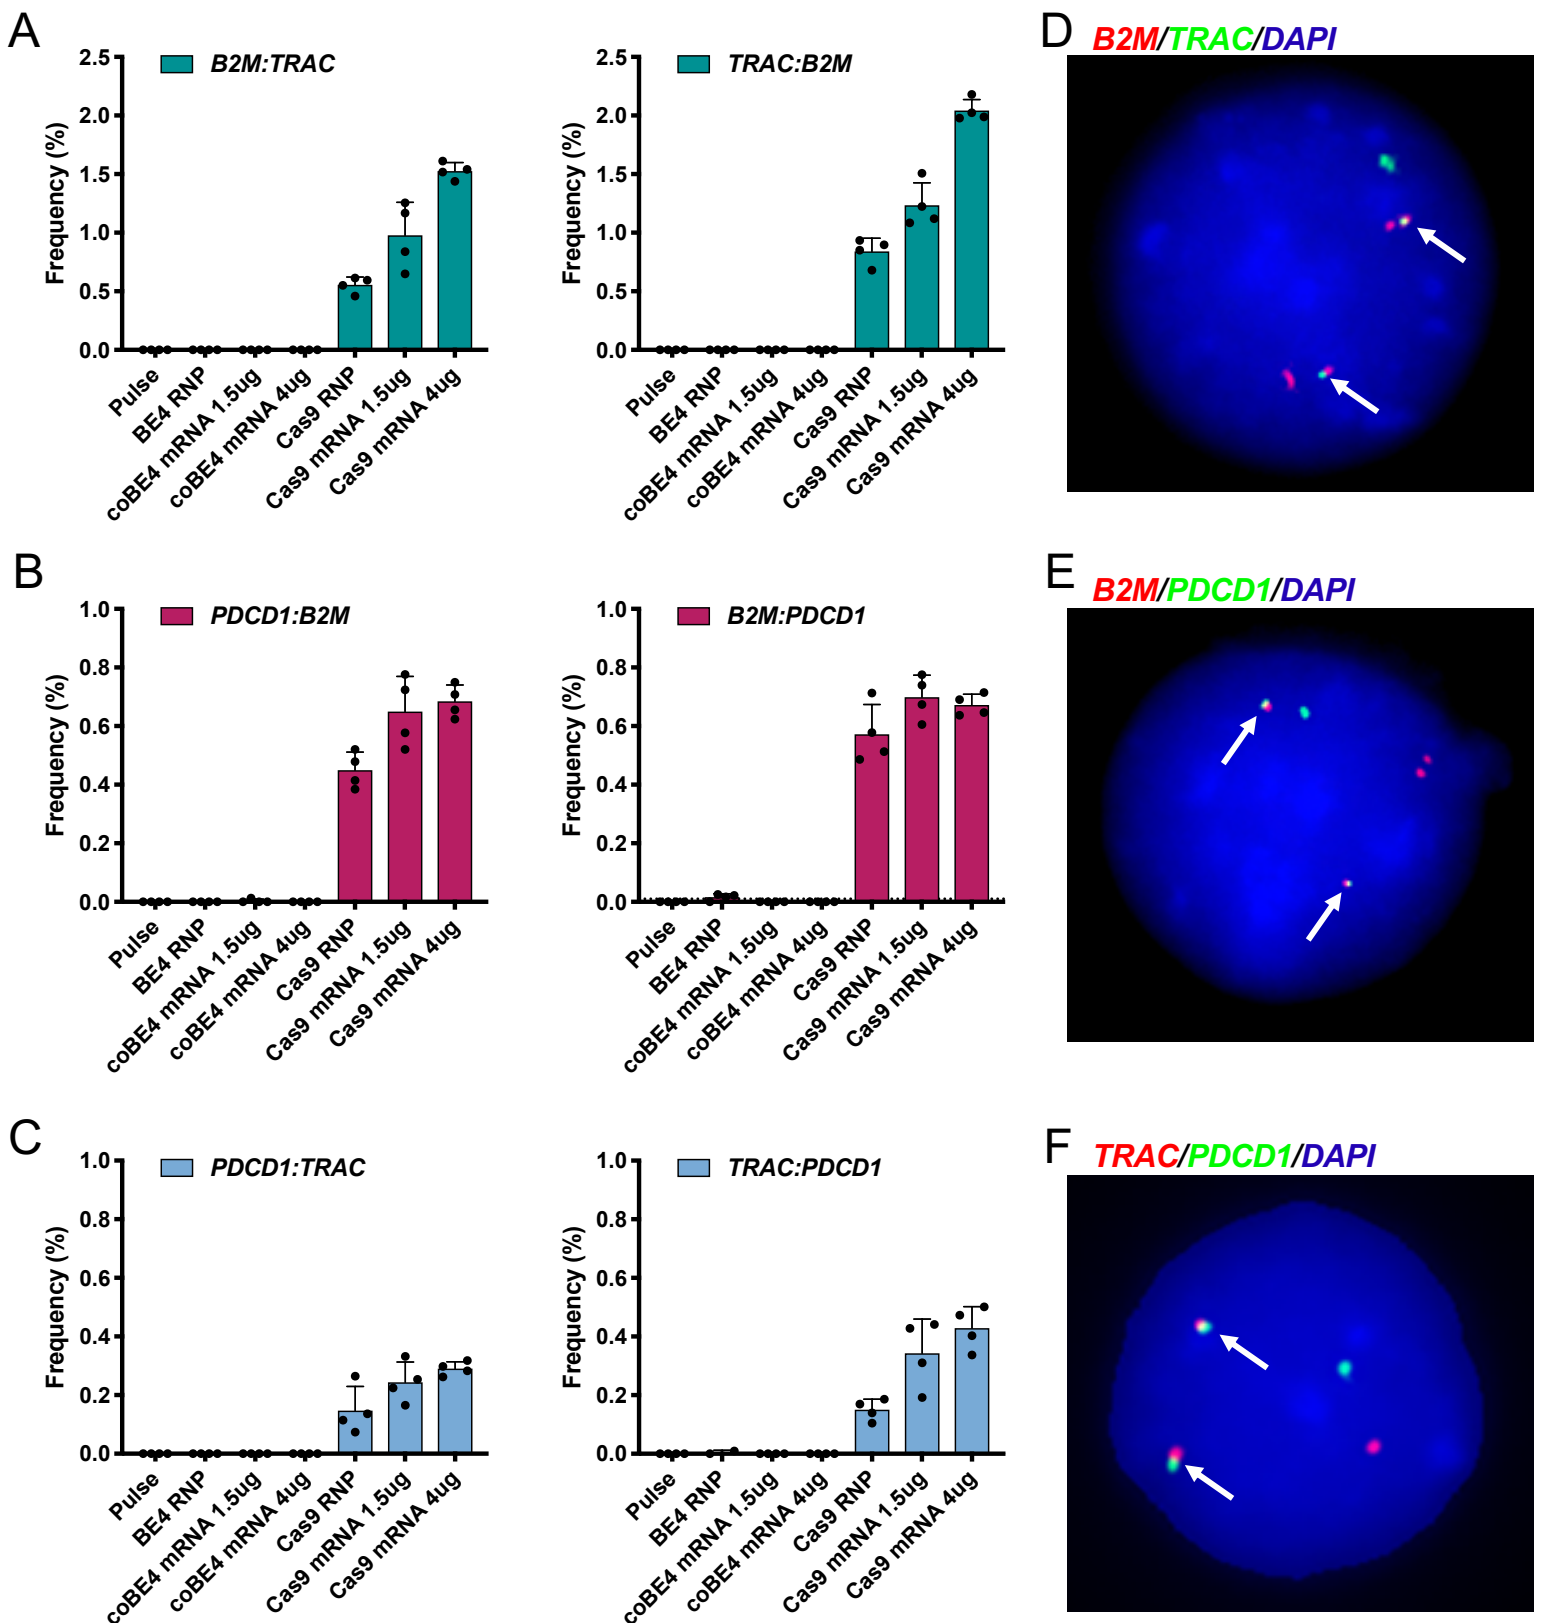 A
B2M:TRAC
Frequency (%)
2.5
2.0
1.5
1.0
0.5
0.0
Pulse
BE4 RNP
coBE4 mRNA 1.5ug
coBE4 mRNA 4ug
Cas9 RNP
Cas9 mRNA 1.5ug
Cas9 mRNA 4ug
TRAC:B2M
Frequency (%)
2.5
2.0
1.5
1.0
0.5
0.0
Pulse
BE4 RNP
coBE4 mRNA 1.5ug
coBE4 mRNA 4ug
Cas9 RNP
Cas9 mRNA 1.5ug
Cas9 mRNA 4ug
D
B2M/TRAC/DAPI
B
PDCD1:B2M
Frequency (%)
1.0
0.8
0.6
0.4
0.2
0.0
Pulse
BE4 RNP
coBE4 mRNA 1.5ug
coBE4 mRNA 4ug
Cas9 RNP
Cas9 mRNA 1.5ug
Cas9 mRNA 4ug
B2M:PDCD1
Frequency (%)
1.0
0.8
0.6
0.4
0.2
0.0
Pulse
BE4 RNP
coBE4 mRNA 1.5ug
coBE4 mRNA 4ug
Cas9 RNP
Cas9 mRNA 1.5ug
Cas9 mRNA 4ug
E
B2M/PDCD1/DAPI
C
PDCD1:TRAC
Frequency (%)
1.0
0.8
0.6
0.4
0.2
0.0
Pulse
BE4 RNP
coBE4 mRNA 1.5ug
coBE4 mRNA 4ug
Cas9 RNP
Cas9 mRNA 1.5ug
Cas9 mRNA 4ug
TRAC:PDCD1
Frequency (%)
1.0
0.8
0.6
0.4
0.2
0.0
Pulse
BE4 RNP
coBE4 mRNA 1.5ug
coBE4 mRNA 4ug
Cas9 RNP
Cas9 mRNA 1.5ug
Cas9 mRNA 4ug
F
TRAC/PDCD1/DAPI